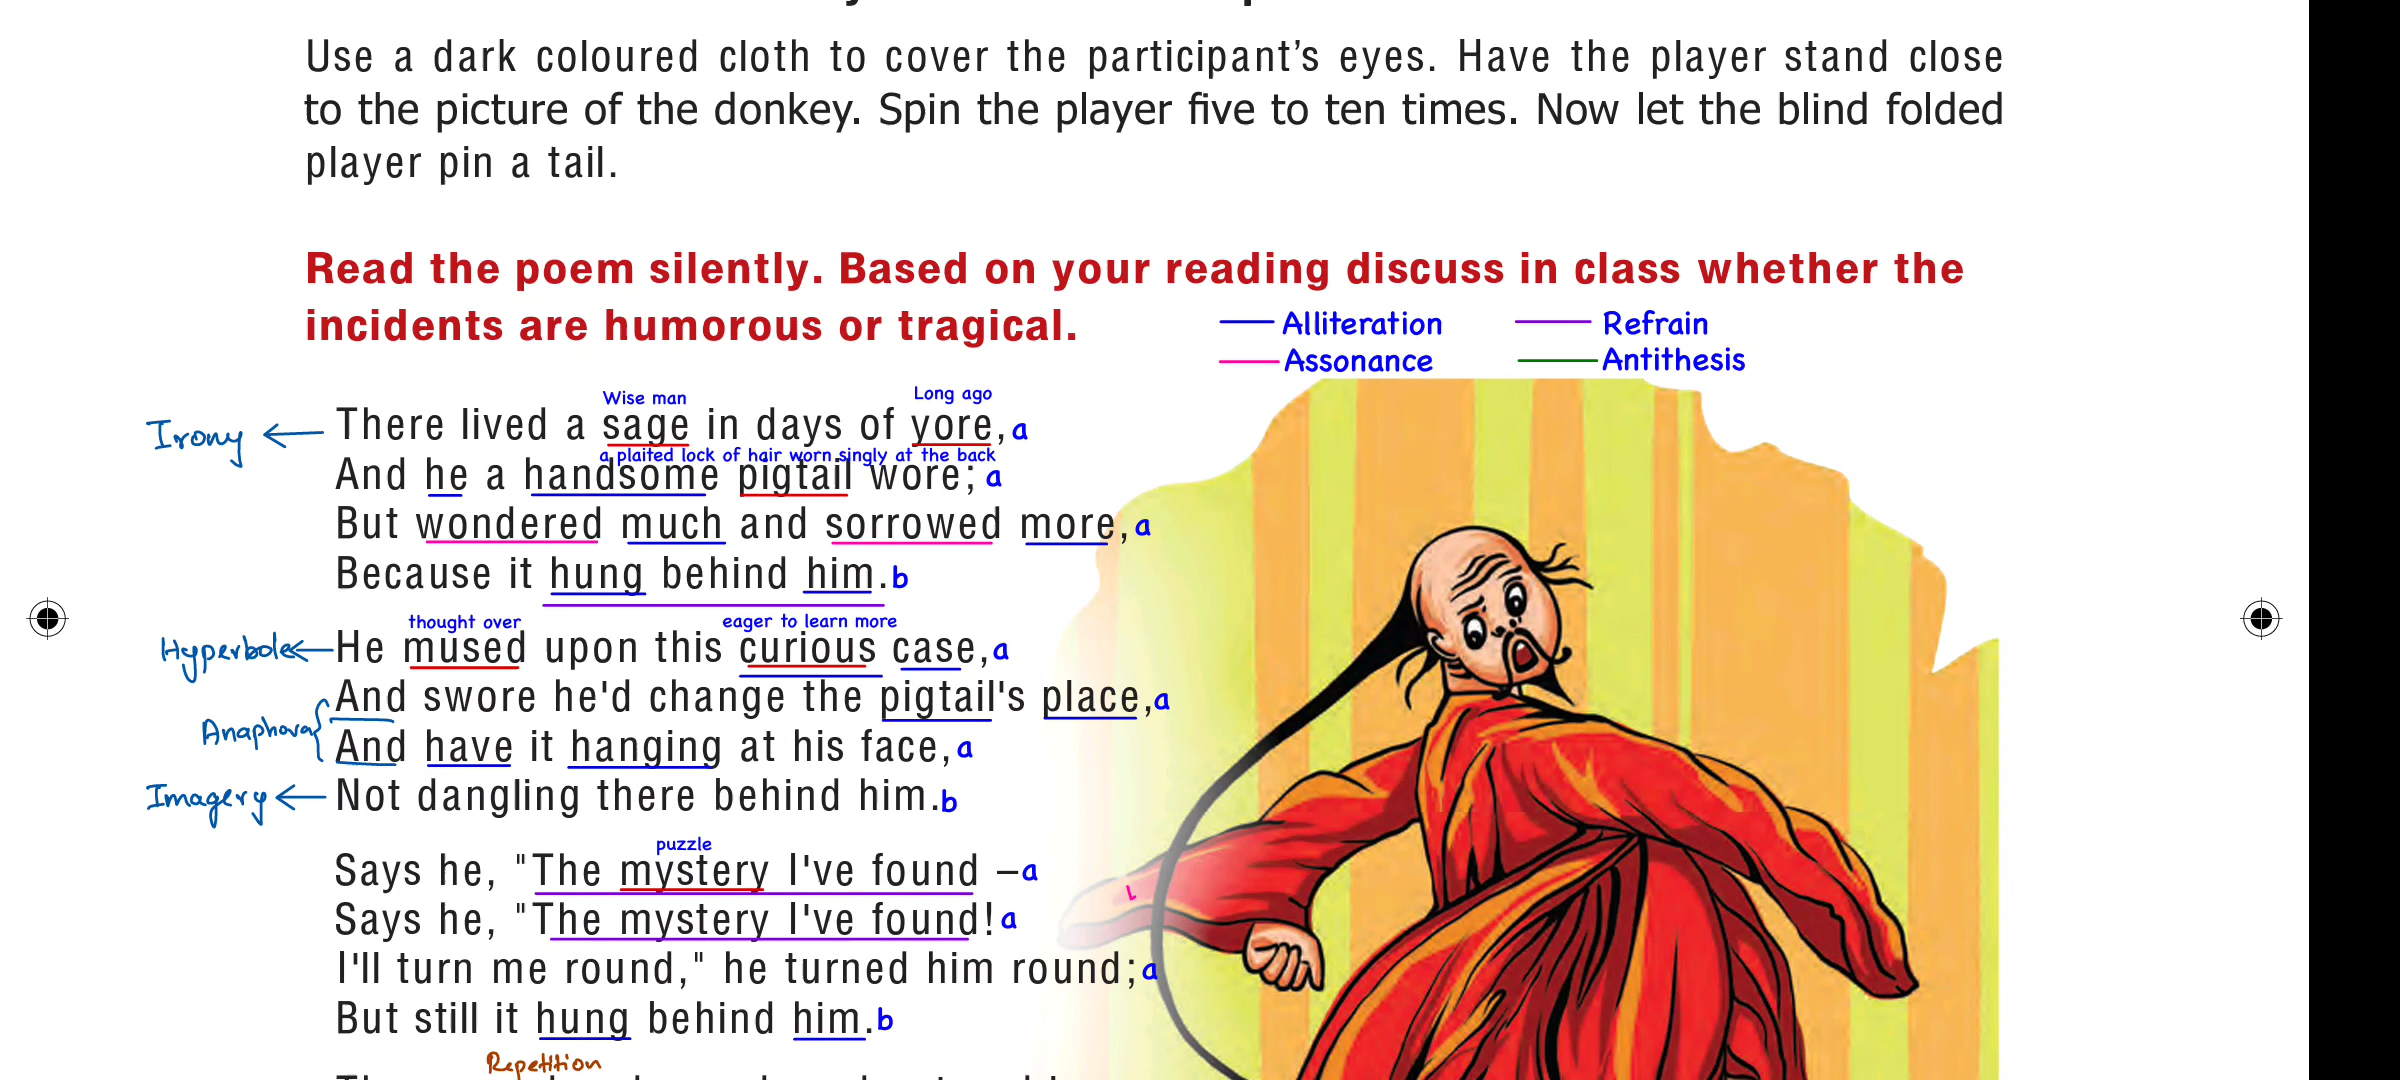 Use a dark coloured cloth to cover the participant's eyes. Have the player stand close
to the picture of the donkey. Spin the player five to ten times. Now let the blind folded
player pin a tail.
Read the poem silently. Based on your reading discuss in class whether the
incidents are humorous or tragical.
Alliteration Refrain
Assonance Antithesis
Wise man Long ago
Irony There lived a sage in days of yore, a
a plaited lock of hair worn singly at the back
And he a handsome pigtail wore; a
But wondered much and sorrowed more, a
Because it hung behind him. b
thought over eager to learn more
Hyperbole He mused upon this curious case, a
And swore he'd change the pigtail's place, a
Anaphora
And have it hanging at his face, a
Imagery Not dangling there behind him. b
puzzle
Says he, "The mystery I've found – a
Says he, "The mystery I've found! a
I'll turn me round," he turned him round; a
But still it hung behind him. b
Repetition